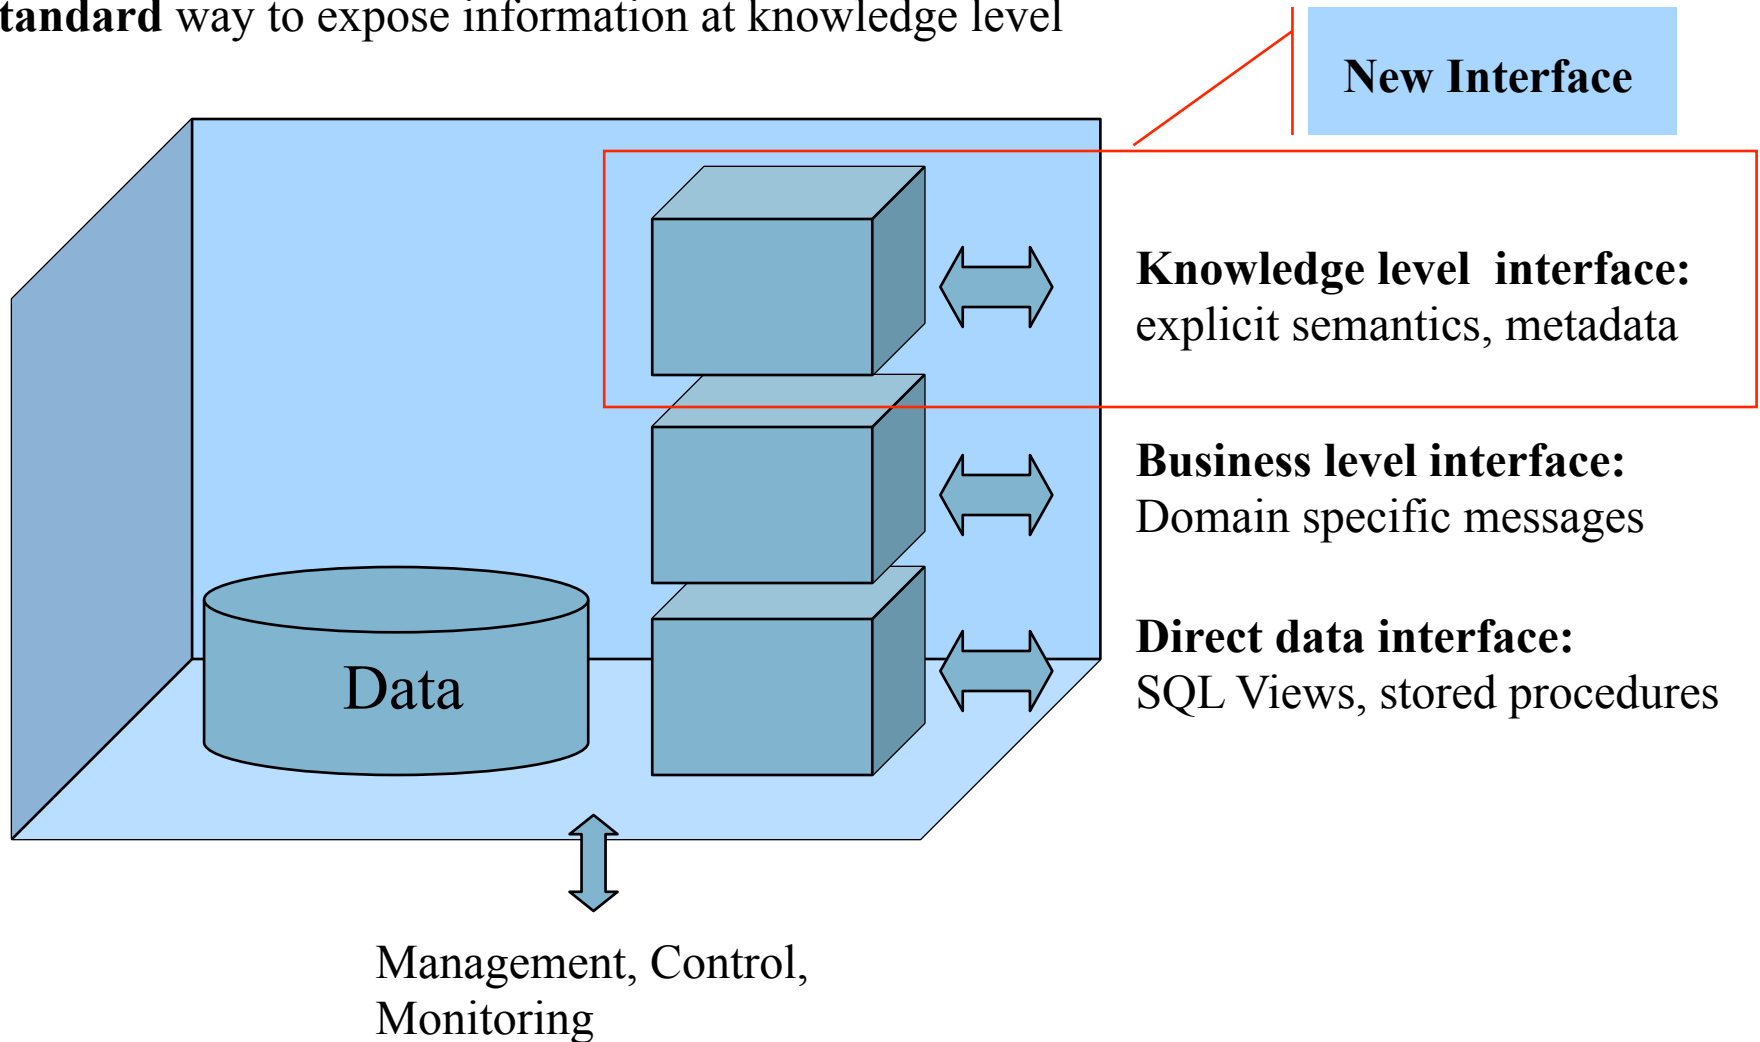 tandard way to expose information at knowledge level
New Interface
Knowledge level interface:
explicit semantics, metadata
Business level interface:
Domain specific messages
Direct data interface:
SQL Views, stored procedures
Data
Management, Control,
Monitoring